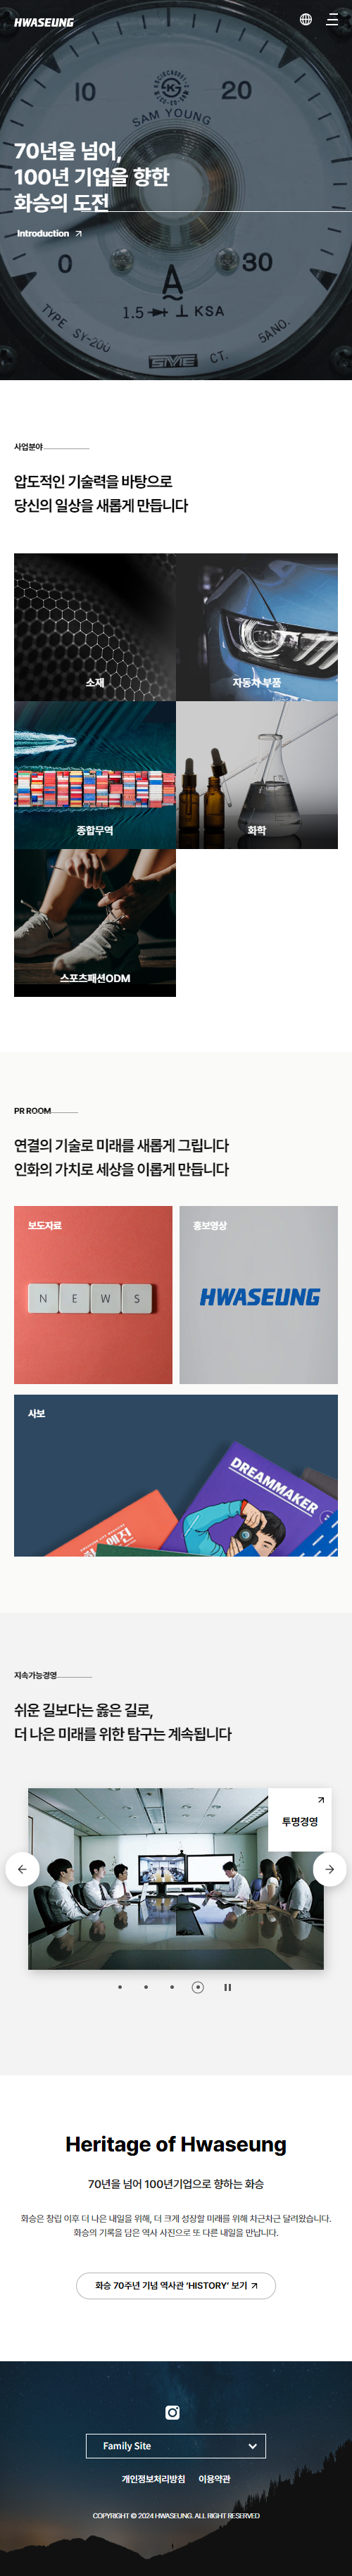 HWASEUNG
10
20
SAM YOUNG
70년을 넘어,
100년 기업을 향한
화승의 도전
Introduction
0
30
A
1.5
KSA
TYPE SY-200
CT. 5ANO.
사업분야
압도적인 기술력을 바탕으로
당신의 일상을 새롭게 만듭니다
소재
자동차 부품
종합무역
화학
스포츠패션ODM
PR ROOM
연결의 기술로 미래를 새롭게 그립니다
인화의 가치로 세상을 이롭게 만듭니다
보도자료
홍보영상
N E W S
HWASEUNG
사보
DREAMMAKER
지속가능경영
쉬운 길보다는 옳은 길로,
더 나은 미래를 위한 탐구는 계속됩니다
투명경영
Heritage of Hwaseung
70년을 넘어 100년기업으로 향하는 화승
화승은 창립 이후 더 나은 내일을 위해, 더 크게 성장할 미래를 위해 차근차근 달려왔습니다.
화승의 기록을 담은 역사 사진으로 또 다른 내일을 만납니다.
화승 70주년 기념 역사관 ‘HISTORY’ 보기
Family Site
개인정보처리방침 이용약관
COPYRIGHT © 2024 HWASEUNG. ALL RIGHT RESERVED